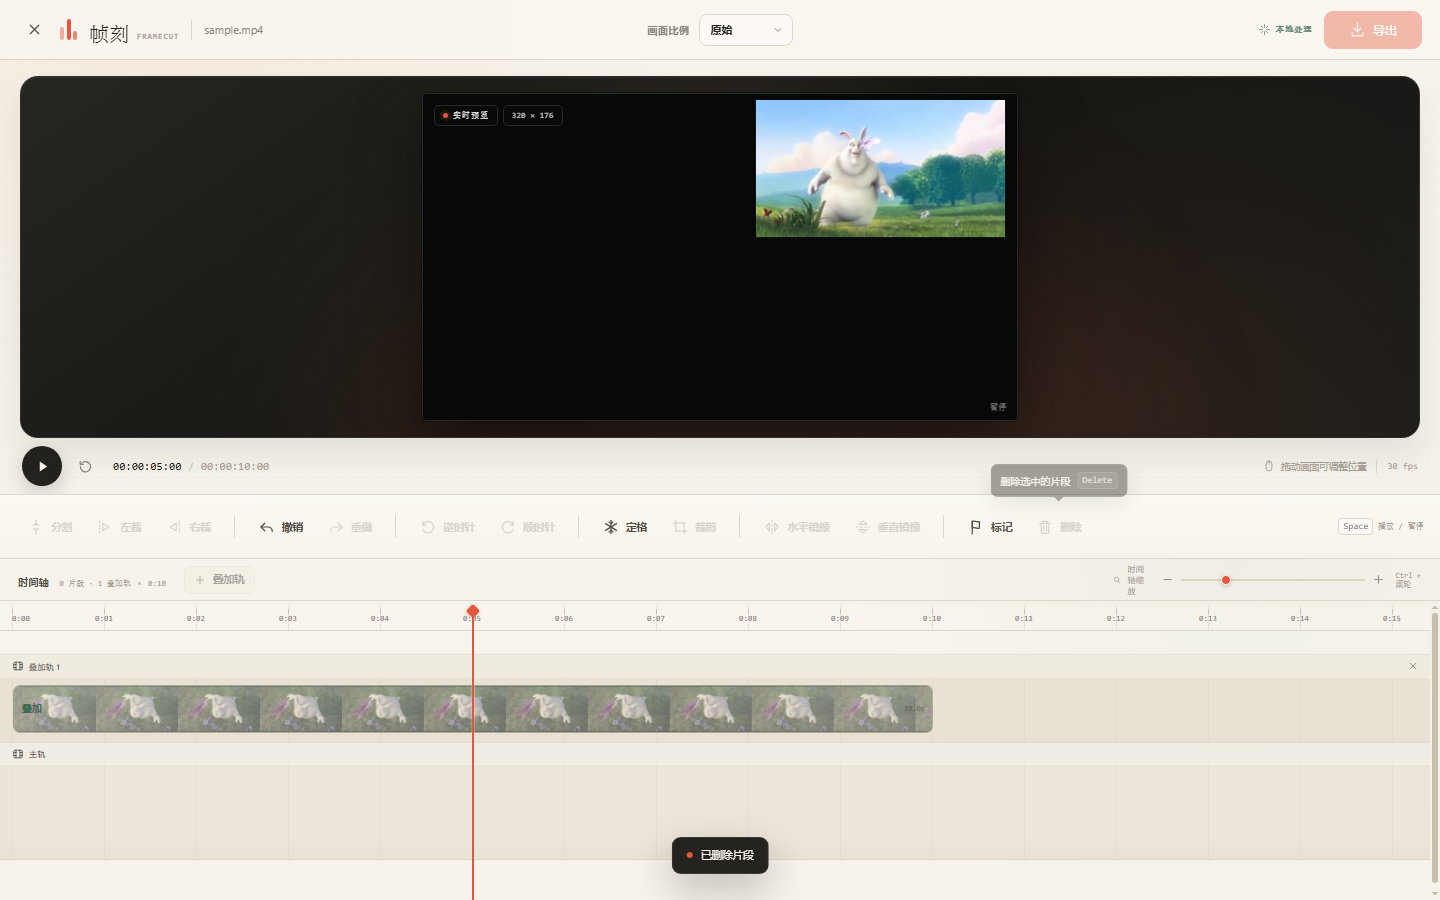 帧刻 FRAMECUT sample.mp4 画面比例 原始 本地处理 导出
实时预览 320 × 176
暂停
00:00:05:00 / 00:00:10:00 拖动画面可调整位置 30 fps
删除选中的片段 Delete
分割 左裁 右裁 撤销 重做 逆时针 顺时针 定格 裁剪 水平镜像 垂直镜像 标记 删除 Space 播放 / 暂停
时间轴 0 片段 · 1 叠加轨 · 0:10 + 叠加轨
时间
轴缩
放
Ctrl +
滚轮
0:00 0:01 0:02 0:03 0:04 0:05 0:06 0:07 0:08 0:09 0:10 0:11 0:12 0:13 0:14 0:15
叠加轨 1
叠加 10.0s
主轨
已删除片段